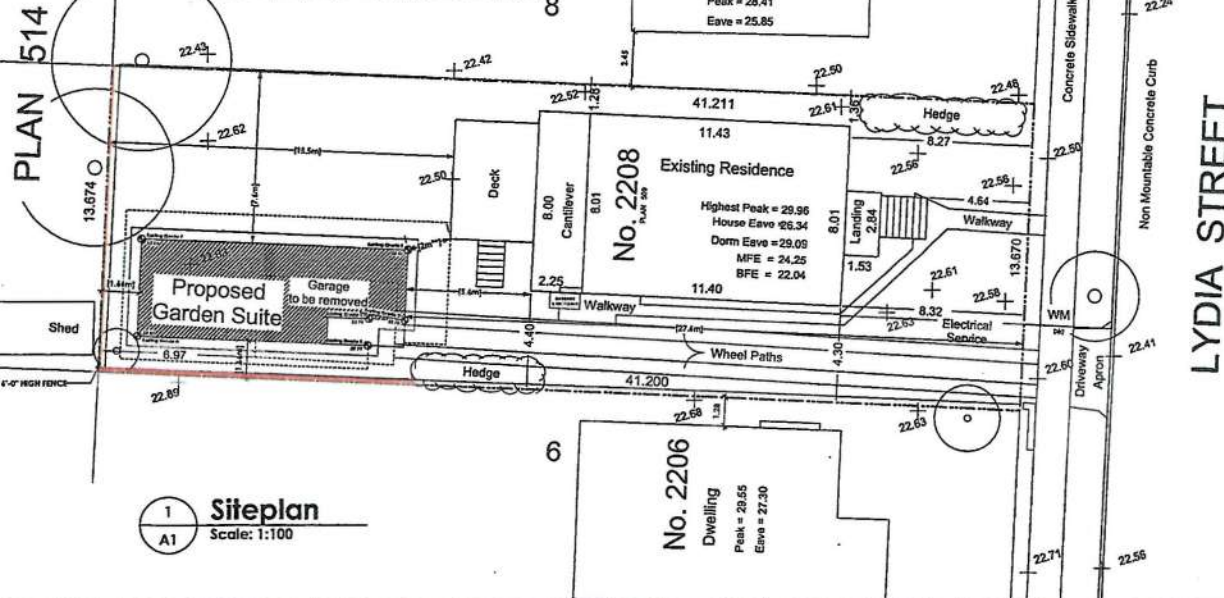 PLAN 514
8
Peak = 28.41
Eave = 25.85
2.45
22.24
Concrete Sidewalk
Non Mountable Concrete Curb
LYDIA STREET
22.43
22.42
22.52
1.28
41.211
22.50
22.61
1.36
22.46
Hedge
8.27
22.50
22.62
[15.5m]
22.50
Deck
[7.4m]
13.674
8.00
Cantilever
8.01
11.43
No. 2208
Existing Residence
Highest Peak = 29.96
House Eave = 26.34
Dorm Eave = 29.09
MFE = 24.25
BFE = 22.04
8.01
Landing
2.84
1.53
22.56
22.56
4.64
Walkway
13.670
2.25
11.40
Walkway
22.61
22.58
8.32
22.63
Electrical
Service
WM
[1.44m]
Proposed
Garden Suite
Garage
to be removed
Shed
6.97
4.40
[27.4m]
Wheel Paths
4.30
22.60
22.41
Driveway
Apron
6'-0" HIGH FENCE
22.89
Hedge
41.200
22.68
1.28
22.63
6
No. 2206
Dwelling
Peak = 29.55
Eave = 27.30
22.71
22.56
1
A1
Siteplan
Scale: 1:100